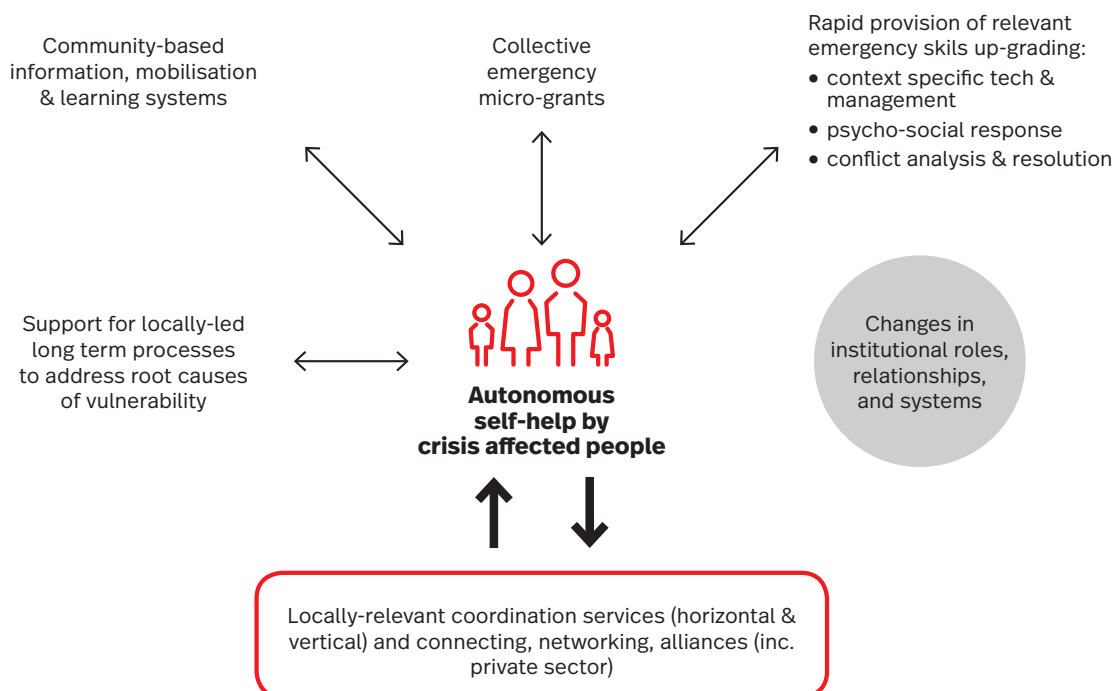 Community-based
information, mobilisation
& learning systems
Collective
emergency
micro-grants
Rapid provision of relevant
emergency skils up-grading:
• context specific tech &
management
• psycho-social response
• conflict analysis & resolution
Support for locally-led
long term processes
to address root causes
of vulnerability
Autonomous
self-help by
crisis affected people
Changes in
institutional roles,
relationships,
and systems
Locally-relevant coordination services (horizontal &
vertical) and connecting, networking, alliances (inc.
private sector)